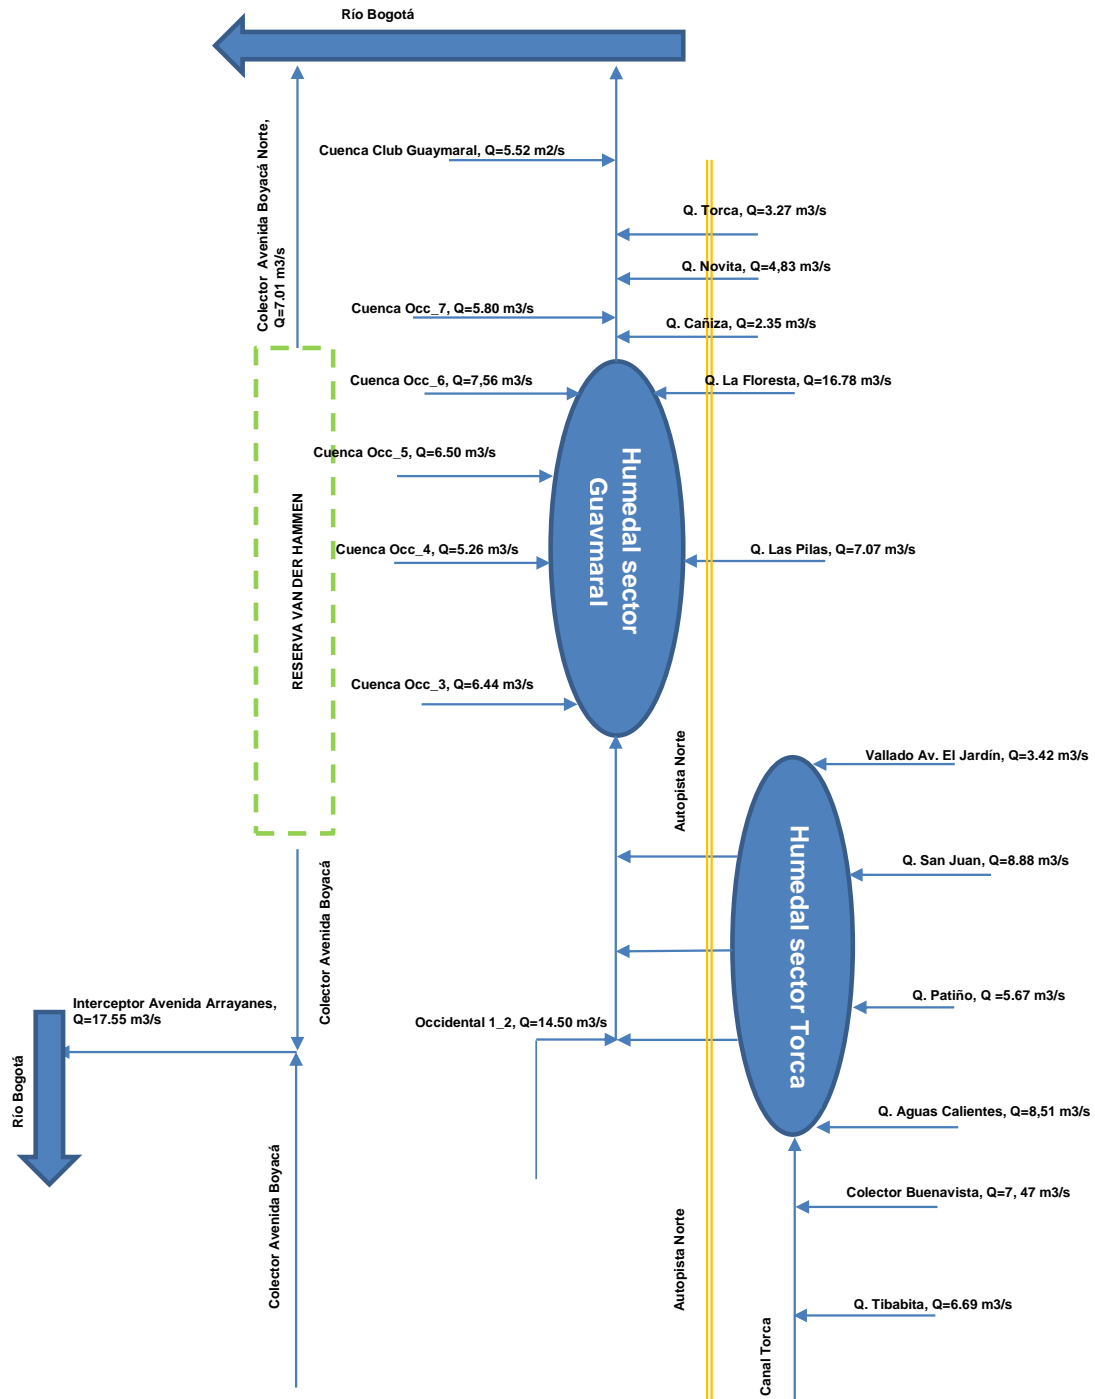 Río Bogotá
Cuenca Club Guaymaral, Q=5.52 m2/s
Colector Avenida Boyacá Norte,
Q=7.01 m3/s
Q. Torca, Q=3.27 m3/s
Q. Novita, Q=4,83 m3/s
Cuenca Occ_7, Q=5.80 m3/s
Q. Cañiza, Q=2.35 m3/s
Cuenca Occ_6, Q=7,56 m3/s
Q. La Floresta, Q=16.78 m3/s
Cuenca Occ_5, Q=6.50 m3/s
Humedal sector
Guaymaral
RESERVA VAN DER HAMMEN
Cuenca Occ_4, Q=5.26 m3/s
Q. Las Pilas, Q=7.07 m3/s
Cuenca Occ_3, Q=6.44 m3/s
Autopista Norte
Vallado Av. El Jardín, Q=3.42 m3/s
Humedal sector Torca
Q. San Juan, Q=8.88 m3/s
Colector Avenida Boyacá
Interceptor Avenida Arrayanes,
Q=17.55 m3/s
Q. Patiño, Q =5.67 m3/s
Occidental 1_2, Q=14.50 m3/s
Río Bogotá
Q. Aguas Calientes, Q=8,51 m3/s
Colector Avenida Boyacá
Colector Buenavista, Q=7, 47 m3/s
Autopista Norte
Q. Tibabita, Q=6.69 m3/s
Canal Torca